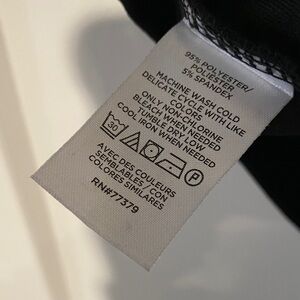 95% POLYESTER/
POLIESTER
5% SPANDEX
MACHINE WASH COLD
DELICATE CYCLE WITH LIKE
COLORS
ONLY NON-CHLORINE
BLEACH WHEN NEEDED
TUMBLE DRY LOW
COOL IRON WHEN NEEDED
30 P
AVEC DES COULEURS
SEMBLABLES / CON
COLORES SIMILARES
RN#77379